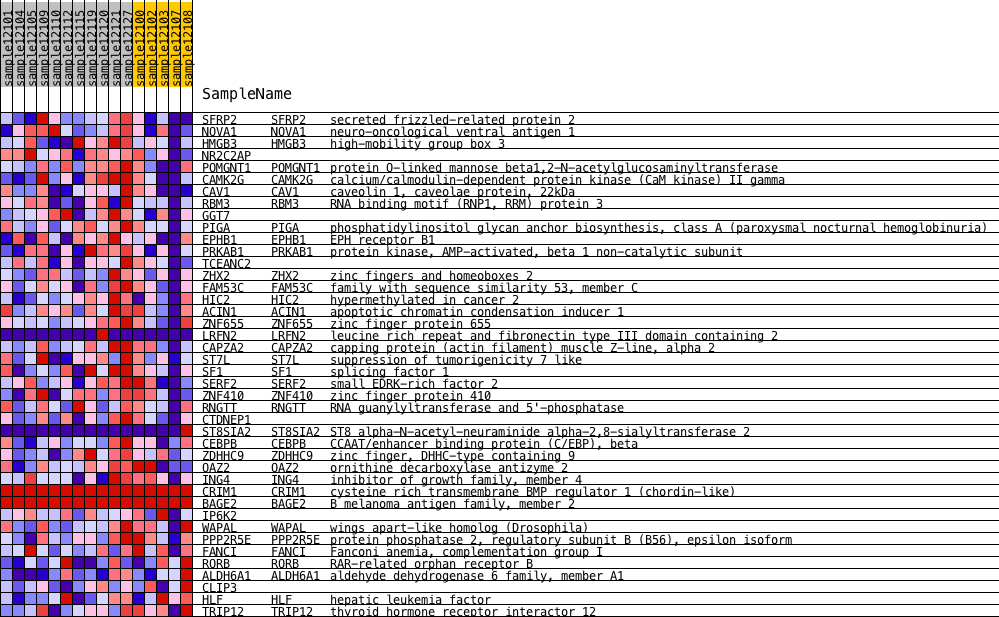 sample12101 sample12104 sample12105 sample12109 sample12110 sample12112 sample12115 sample12119 sample12120 sample12121 sample12127 sample12100 sample12102 sample12103 sample12107 sample12108
SampleName
SFRP2 SFRP2 secreted frizzled-related protein 2
NOVA1 NOVA1 neuro-oncological ventral antigen 1
HMGB3 HMGB3 high-mobility group box 3
NR2C2AP
POMGNT1 POMGNT1 protein O-linked mannose beta1,2-N-acetylglucosaminyltransferase
CAMK2G CAMK2G calcium/calmodulin-dependent protein kinase (CaM kinase) II gamma
CAV1 CAV1 caveolin 1, caveolae protein, 22kDa
RBM3 RBM3 RNA binding motif (RNP1, RRM) protein 3
GGT7
PIGA PIGA phosphatidylinositol glycan anchor biosynthesis, class A (paroxysmal nocturnal hemoglobinuria)
EPHB1 EPHB1 EPH receptor B1
PRKAB1 PRKAB1 protein kinase, AMP-activated, beta 1 non-catalytic subunit
TCEANC2
ZHX2 ZHX2 zinc fingers and homeoboxes 2
FAM53C FAM53C family with sequence similarity 53, member C
HIC2 HIC2 hypermethylated in cancer 2
ACIN1 ACIN1 apoptotic chromatin condensation inducer 1
ZNF655 ZNF655 zinc finger protein 655
LRFN2 LRFN2 leucine rich repeat and fibronectin type III domain containing 2
CAPZA2 CAPZA2 capping protein (actin filament) muscle Z-line, alpha 2
ST7L ST7L suppression of tumorigenicity 7 like
SF1 SF1 splicing factor 1
SERF2 SERF2 small EDRK-rich factor 2
ZNF410 ZNF410 zinc finger protein 410
RNGTT RNGTT RNA guanylyltransferase and 5'-phosphatase
CTDNEP1
ST8SIA2 ST8SIA2 ST8 alpha-N-acetyl-neuraminide alpha-2,8-sialyltransferase 2
CEBPB CEBPB CCAAT/enhancer binding protein (C/EBP), beta
ZDHHC9 ZDHHC9 zinc finger, DHHC-type containing 9
OAZ2 OAZ2 ornithine decarboxylase antizyme 2
ING4 ING4 inhibitor of growth family, member 4
CRIM1 CRIM1 cysteine rich transmembrane BMP regulator 1 (chordin-like)
BAGE2 BAGE2 B melanoma antigen family, member 2
IP6K2
WAPAL WAPAL wings apart-like homolog (Drosophila)
PPP2R5E PPP2R5E protein phosphatase 2, regulatory subunit B (B56), epsilon isoform
FANCI FANCI Fanconi anemia, complementation group I
RORB RORB RAR-related orphan receptor B
ALDH6A1 ALDH6A1 aldehyde dehydrogenase 6 family, member A1
CLIP3
HLF HLF hepatic leukemia factor
TRIP12 TRIP12 thyroid hormone receptor interactor 12